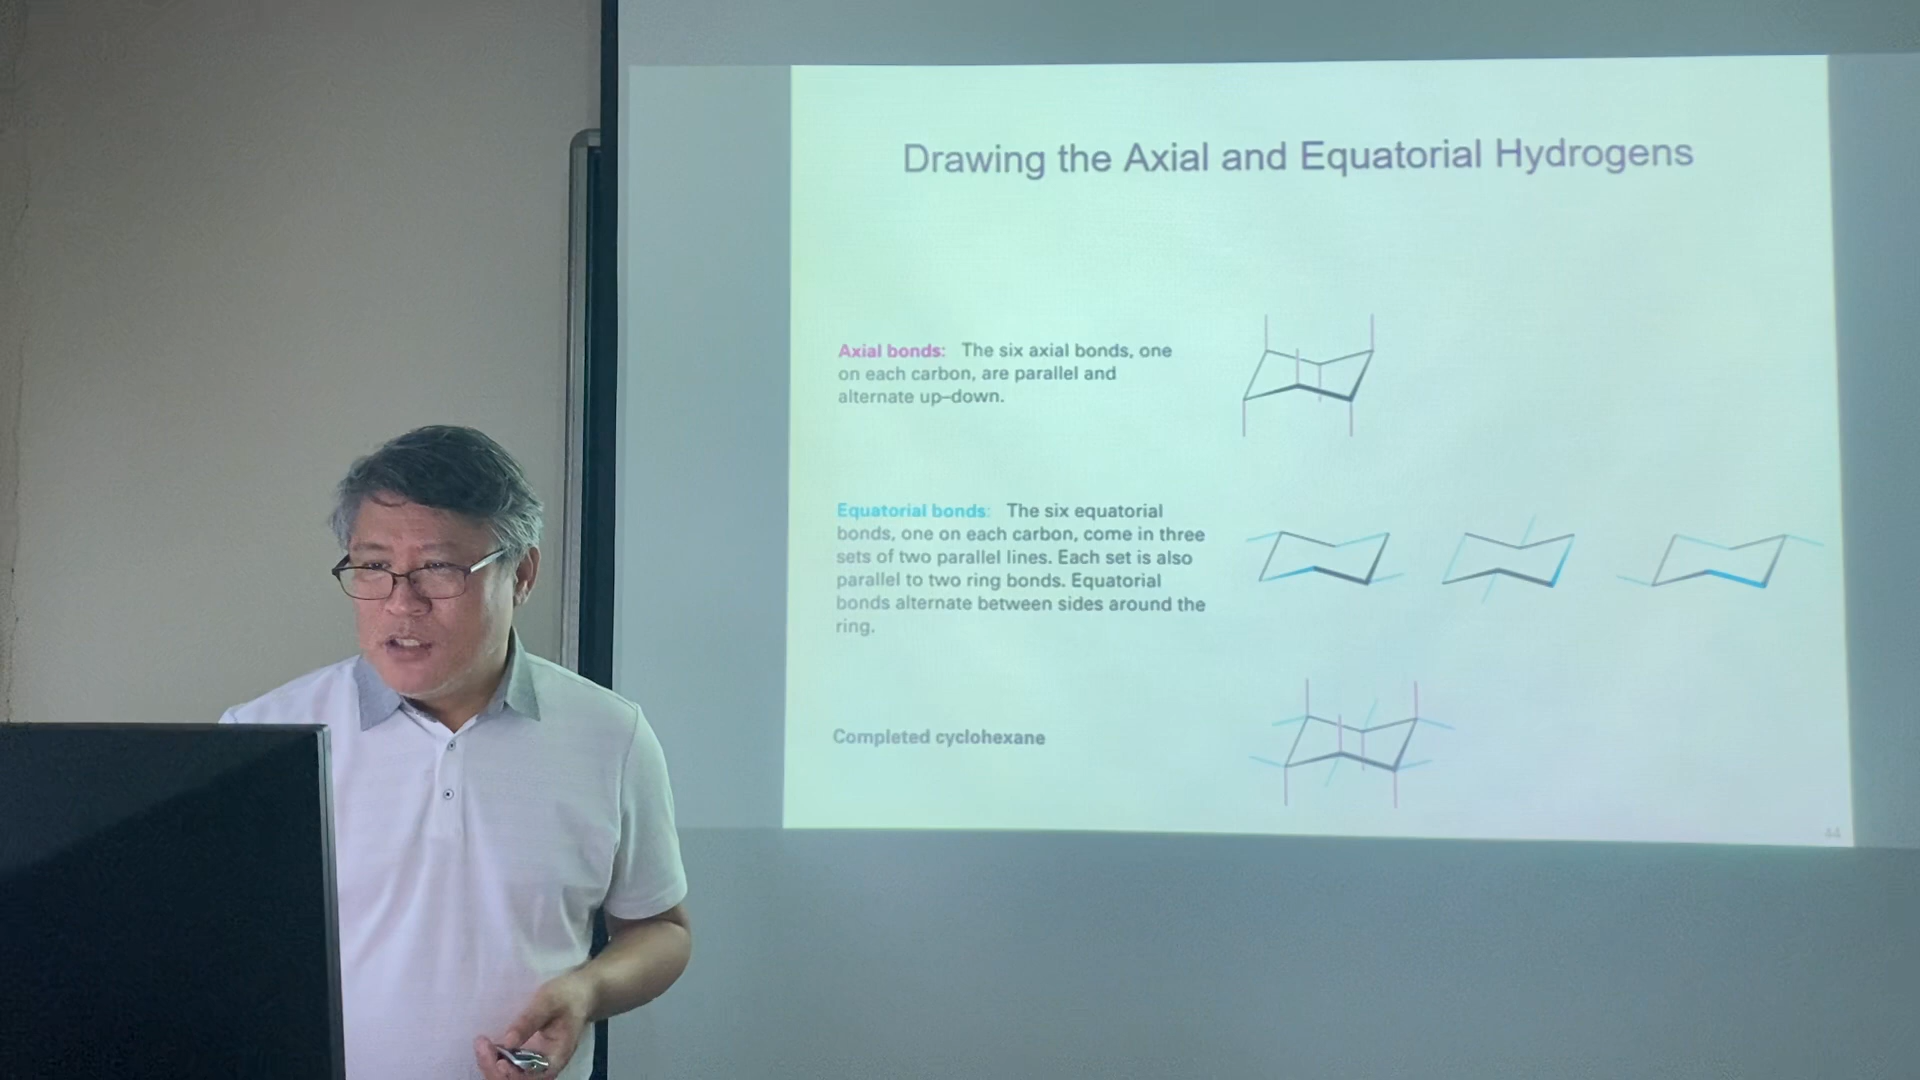 Drawing the Axial and Equatorial Hydrogens
Axial bonds: The six axial bonds, one
on each carbon, are parallel and
alternate up–down.
Equatorial bonds: The six equatorial
bonds, one on each carbon, come in three
sets of two parallel lines. Each set is also
parallel to two ring bonds. Equatorial
bonds alternate between sides around the
ring.
Completed cyclohexane
44